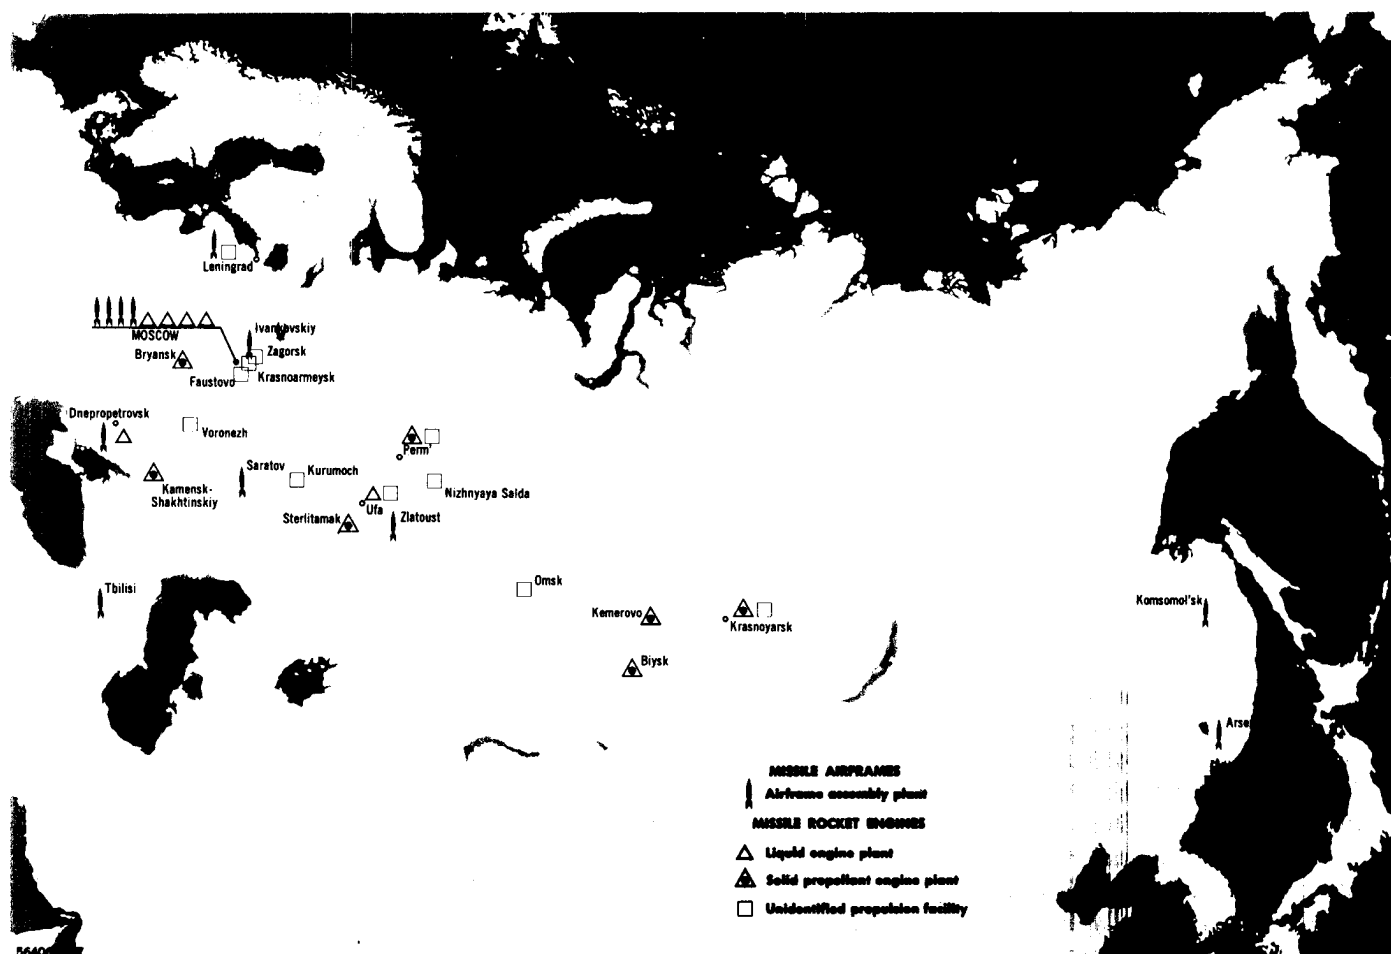 Leningrad
MOSCOW
Ivankovskiy
Bryansk
Zagorsk
Faustovo
Krasnoarmeysk
Dnepropetrovsk
Voronezh
Perm'
Saratov
Kurumoch
Kamensk-
Shakhtinskiy
Nizhnyaya Salda
Ufa
Sterlitamak
Zlatoust
Tbilisi
Omsk
Kemerovo
Krasnoyarsk
Komsomol'sk
Biysk
Arse
MISSILE AIRFRAMES
Airframe assembly plant
MISSILE ROCKET ENGINES
Liquid engine plant
Solid propellant engine plant
Unidentified propulsion facility